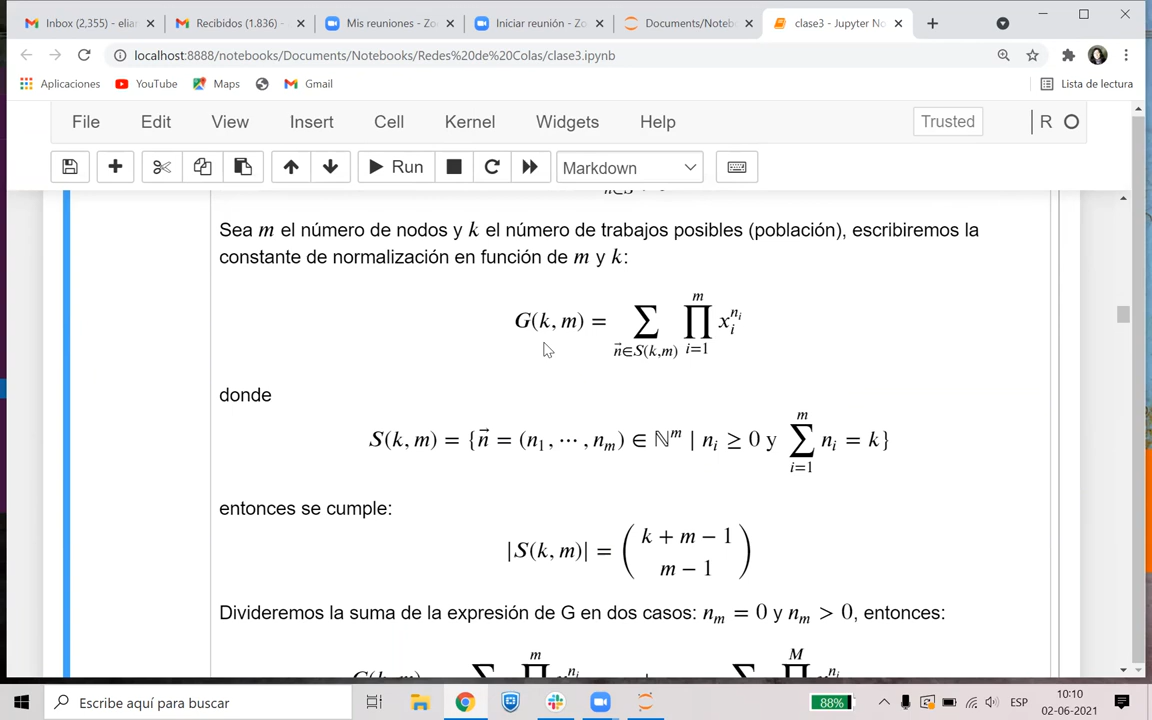 Inbox (2,355) - elian
Recibidos (1.836) - e
Mis reuniones - Zo
Iniciar reunión - Zo
Documents/Noteb
clase3 - Jupyter No
localhost:8888/notebooks/Documents/Notebooks/Redes%20de%20Colas/clase3.ipynb
Aplicaciones YouTube Maps Gmail Lista de lectura
File Edit View Insert Cell Kernel Widgets Help Trusted R
Run Markdown
Sea m el número de nodos y k el número de trabajos posibles (población), escribiremos la
constante de normalización en función de m y k:
G(k, m) = ∑_{n⃗∈S(k,m)} ∏_{i=1}^{m} x_i^{n_i}
donde
S(k, m) = {n⃗ = (n₁, ⋯ , n_m) ∈ ℕ^m | n_i ≥ 0 y ∑_{i=1}^{m} n_i = k}
entonces se cumple:
|S(k, m)| = ( k + m − 1
m − 1 )
Dividiremos la suma de la expresión de G en dos casos: n_m = 0 y n_m > 0, entonces:
Escribe aquí para buscar
88%
ESP
10:10
02-06-2021